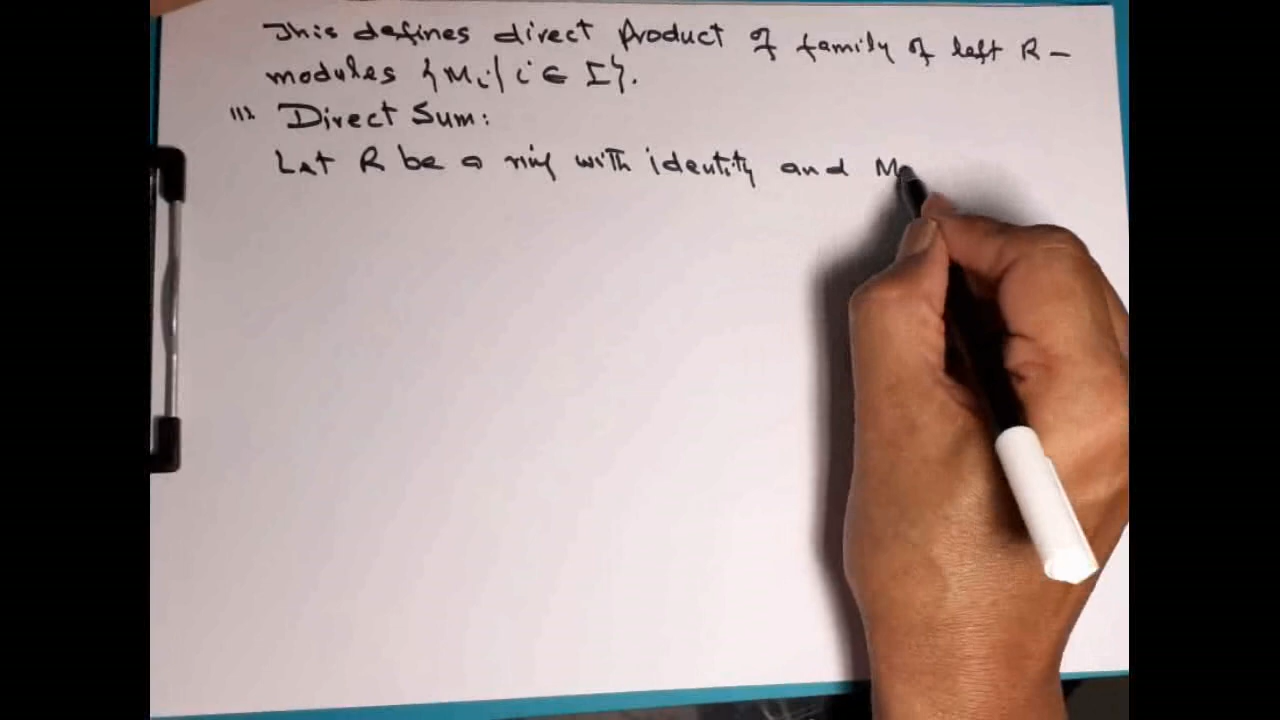 This defines direct product of family of left R-
modules {Mi | i ∈ I}.
iii) Direct Sum:
Let R be a ring with identity and M